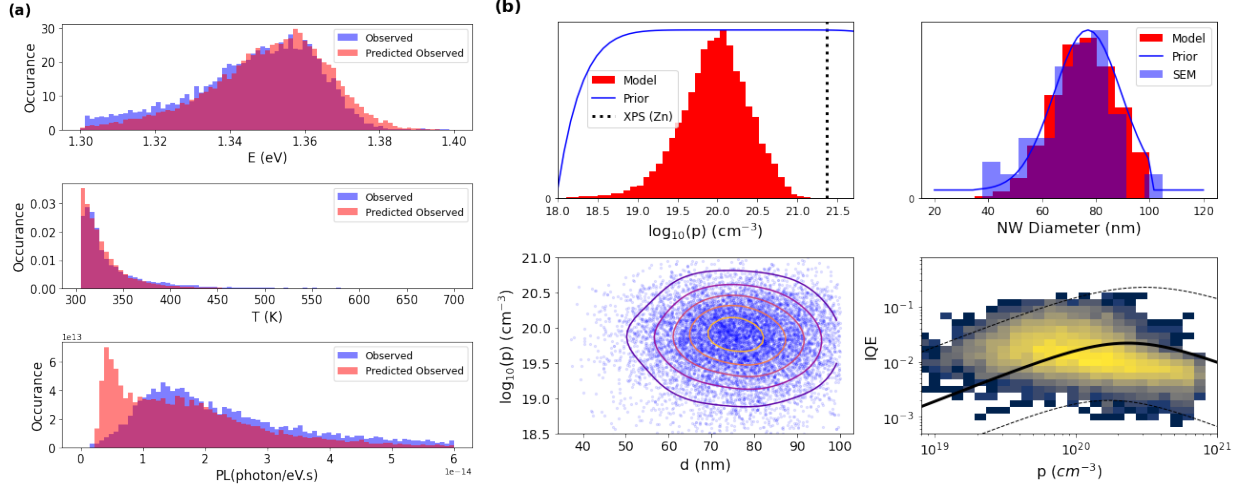 (a)
30
20
10
0
Occurance
Observed
Predicted Observed
1.30
1.32
1.34
1.36
1.38
1.40
E (eV)
0.03
0.02
0.01
0.00
Occurance
Observed
Predicted Observed
300
350
400
450
500
550
600
650
700
T (K)
1e13
6
4
2
0
Occurance
Observed
Predicted Observed
0
1
2
3
4
5
6
1e−14
PL(photon/eV.s)
(b)
0
Model
Prior
XPS (Zn)
18.0
18.5
19.0
19.5
20.0
20.5
21.0
21.5
log₁₀(p) (cm⁻³)
0
Model
Prior
SEM
20
40
60
80
100
120
NW Diameter (nm)
21.0
20.5
20.0
19.5
19.0
18.5
log₁₀(p) (cm⁻³)
40
50
60
70
80
90
100
d (nm)
10⁻¹
10⁻²
10⁻³
IQE
10¹⁹
10²⁰
10²¹
p (cm⁻³)